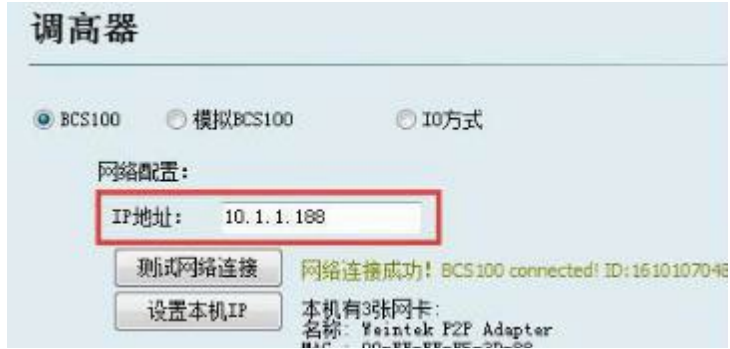 调高器
BCS100 模拟BCS100 IO方式
网络配置：
IP地址： 10.1.1.188
测试网络连接 网络连接成功! BCS100 connected! ID:1610107048
设置本机IP 本机有3张网卡:
名称: Weintek P2P Adapter